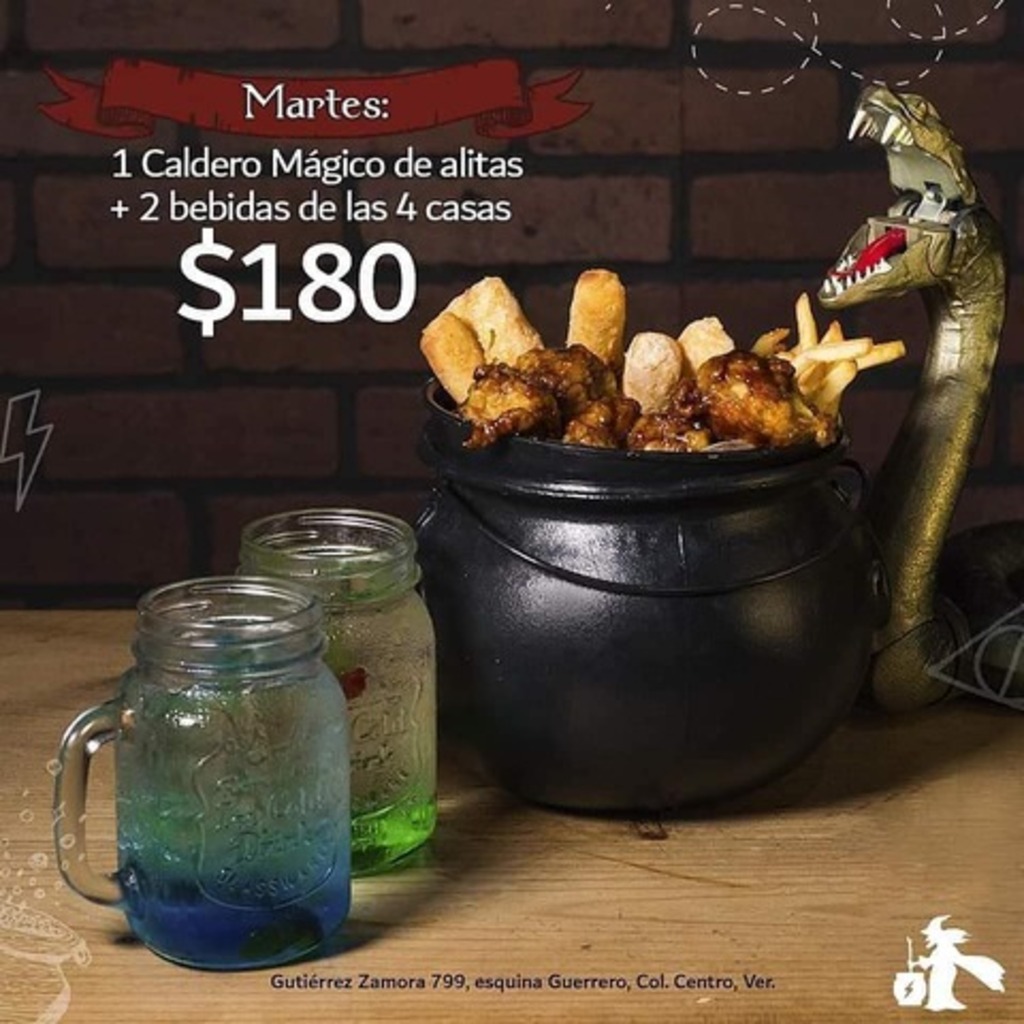 Martes:
1 Caldero Mágico de alitas
+ 2 bebidas de las 4 casas
$180
Gutiérrez Zamora 799, esquina Guerrero, Col. Centro, Ver.